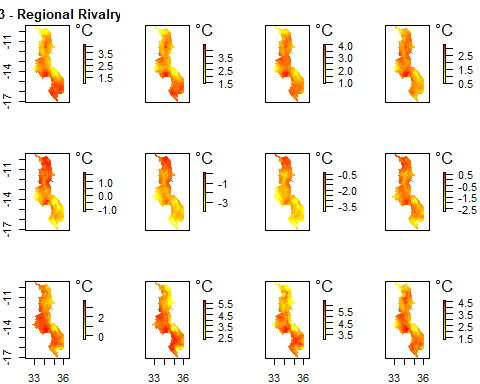 3 - Regional Rivalry
°C °C °C °C
-11 -14 -17
3.5 2.5 1.5
3.5 2.5 1.5
4.0 3.0 2.0 1.0
2.5 1.5 0.5
°C °C °C °C
-11 -14 -17
1.0 0.0 -1.0
-1 -3
-0.5 -2.0 -3.5
0.5 -0.5 -1.5 -2.5
°C °C °C °C
-11 -14 -17
2 0
5.5 4.5 3.5 2.5
5.5 4.5 3.5
4.5 3.5 2.5 1.5
33 36 33 36 33 36 33 36